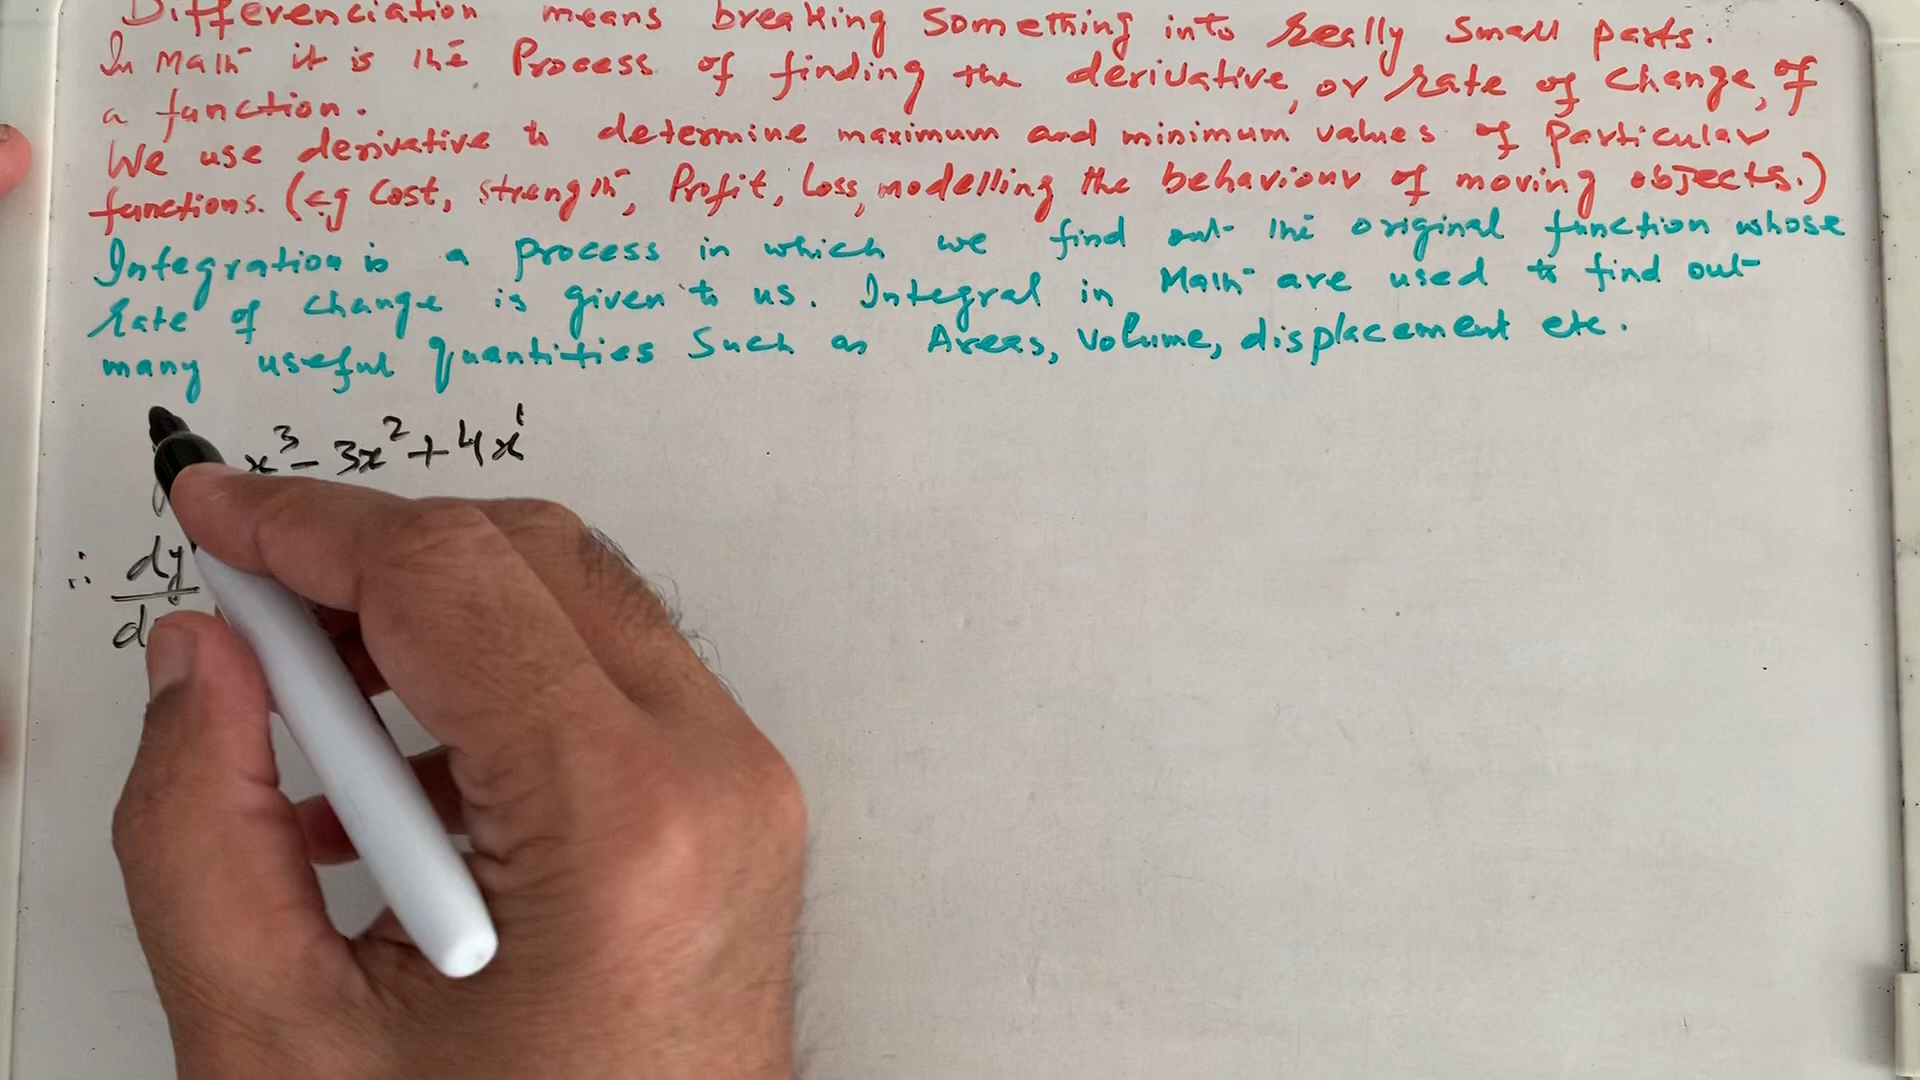 Differenciation means breaking something into really small parts.
In Math it is the Process of finding the derivative, or rate of change, of
a function.
We use derivative to determine maximum and minimum values of Particular
functions. (eg Cost, strength, Profit, Loss, modelling the behaviour of moving objects.)
Integration is a process in which we find out the original function whose
rate of change is given to us. Integral in Math are used to find out
many useful quantities Such as Areas, Volume, displacement etc.
x³ - 3x² + 4x¹
∴ dy
d